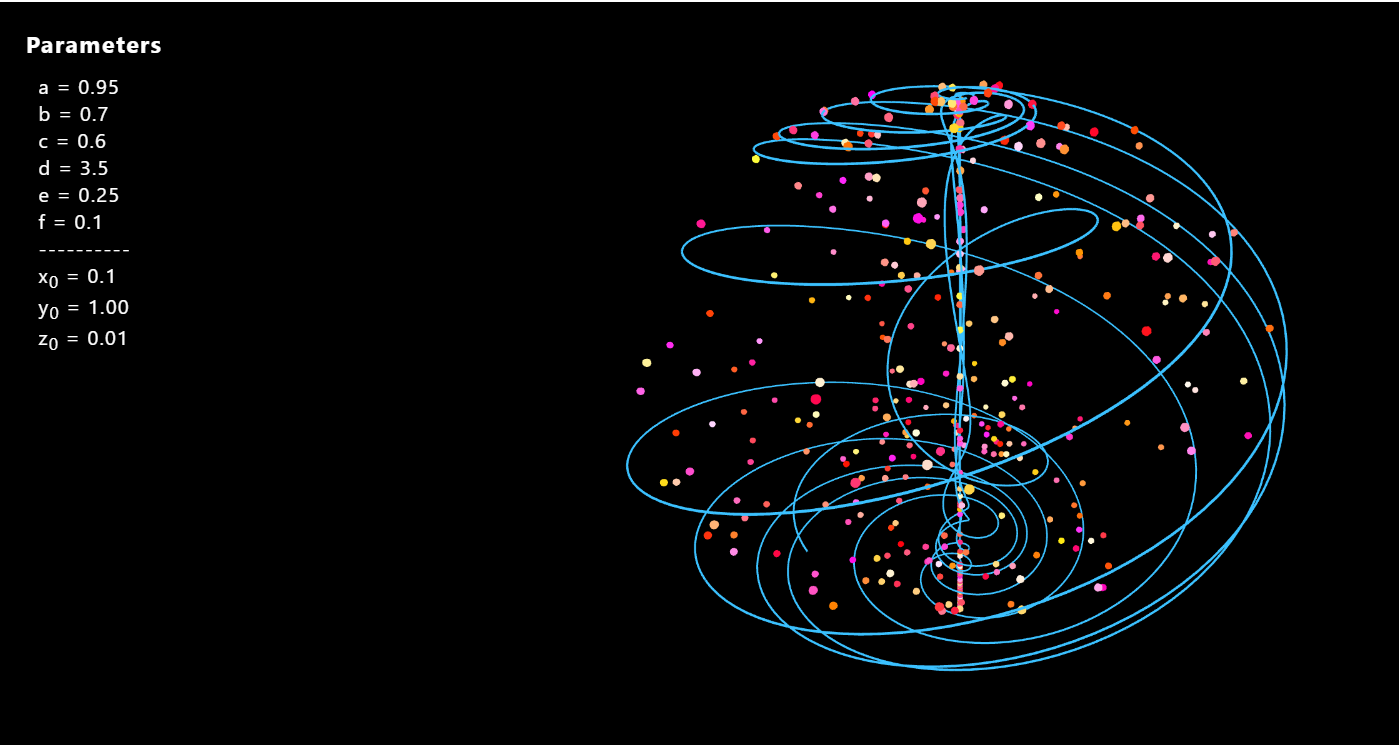 Parameters
a = 0.95
b = 0.7
c = 0.6
d = 3.5
e = 0.25
f = 0.1
----------
x₀ = 0.1
y₀ = 1.00
z₀ = 0.01